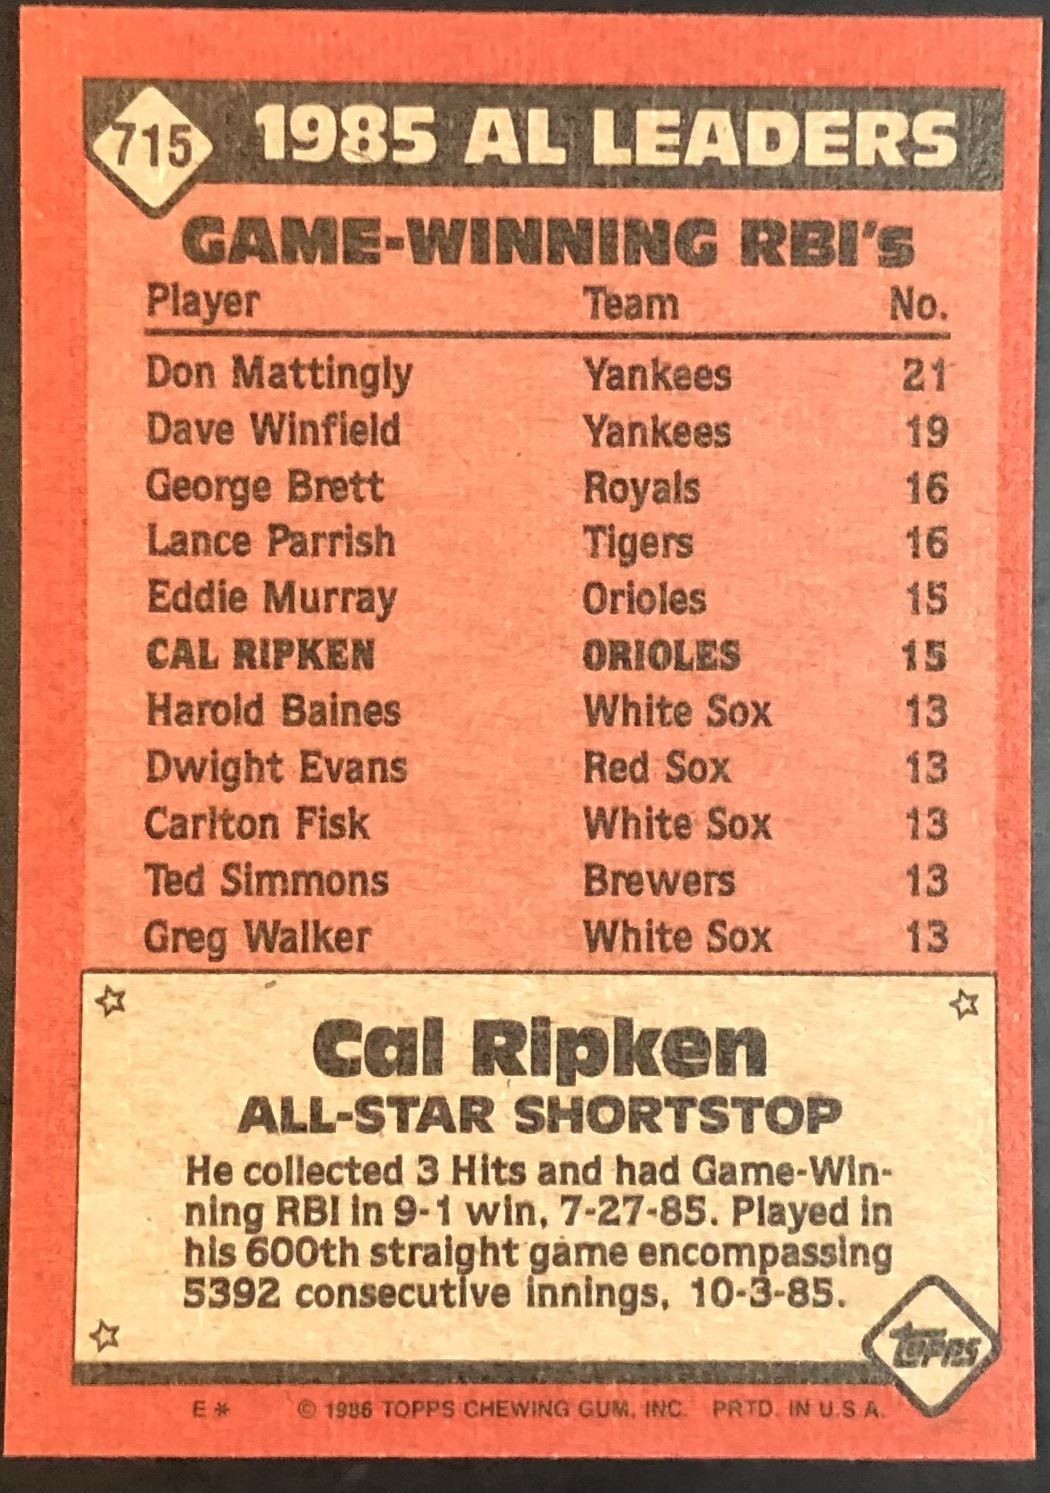 715 1985 AL LEADERS
GAME-WINNING RBI's
Player Team No.
Don Mattingly Yankees 21
Dave Winfield Yankees 19
George Brett Royals 16
Lance Parrish Tigers 16
Eddie Murray Orioles 15
CAL RIPKEN ORIOLES 15
Harold Baines White Sox 13
Dwight Evans Red Sox 13
Carlton Fisk White Sox 13
Ted Simmons Brewers 13
Greg Walker White Sox 13
Cal Ripken
ALL-STAR SHORTSTOP
He collected 3 Hits and had Game-Win-
ning RBI in 9-1 win, 7-27-85. Played in
his 600th straight game encompassing
5392 consecutive innings, 10-3-85.
TOPPS
E* © 1986 TOPPS CHEWING GUM, INC. PRTD. IN U.S.A.